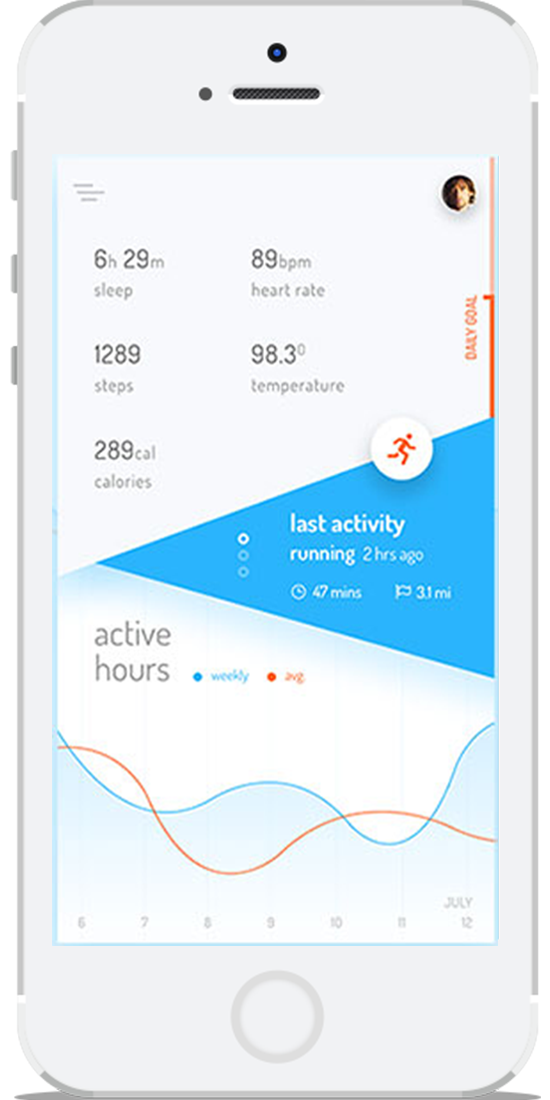 6h 29m
sleep
89bpm
heart rate
DAILY GOAL
1289
steps
98.3°
temperature
289cal
calories
last activity
running 2 hrs ago
47 mins
3.1 mi
active
hours
weekly
avg.
JULY
6 7 8 9 10 11 12